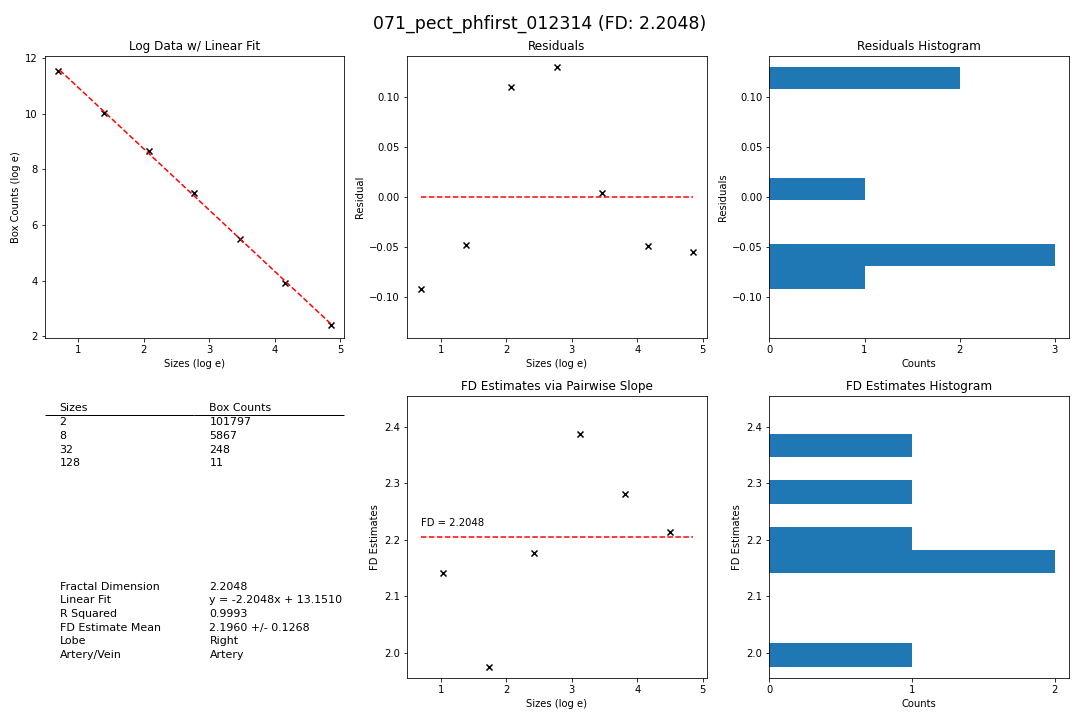 071_pect_phfirst_012314 (FD: 2.2048)
Log Data w/ Linear Fit
12
10
8
6
4
2
Box Counts (log e)
1 2 3 4 5
Sizes (log e)
Residuals
0.10
0.05
0.00
−0.05
−0.10
Residual
1 2 3 4 5
Sizes (log e)
Residuals Histogram
0.10
0.05
0.00
−0.05
−0.10
Residuals
0 1 2 3
Counts
Sizes Box Counts
2 101797
8 5867
32 248
128 11
Fractal Dimension 2.2048
Linear Fit y = -2.2048x + 13.1510
R Squared 0.9993
FD Estimate Mean 2.1960 +/- 0.1268
Lobe Right
Artery/Vein Artery
FD Estimates via Pairwise Slope
2.4
2.3
2.2
2.1
2.0
FD Estimates
FD = 2.2048
1 2 3 4 5
Sizes (log e)
FD Estimates Histogram
2.4
2.3
2.2
2.1
2.0
FD Estimates
0 1 2
Counts